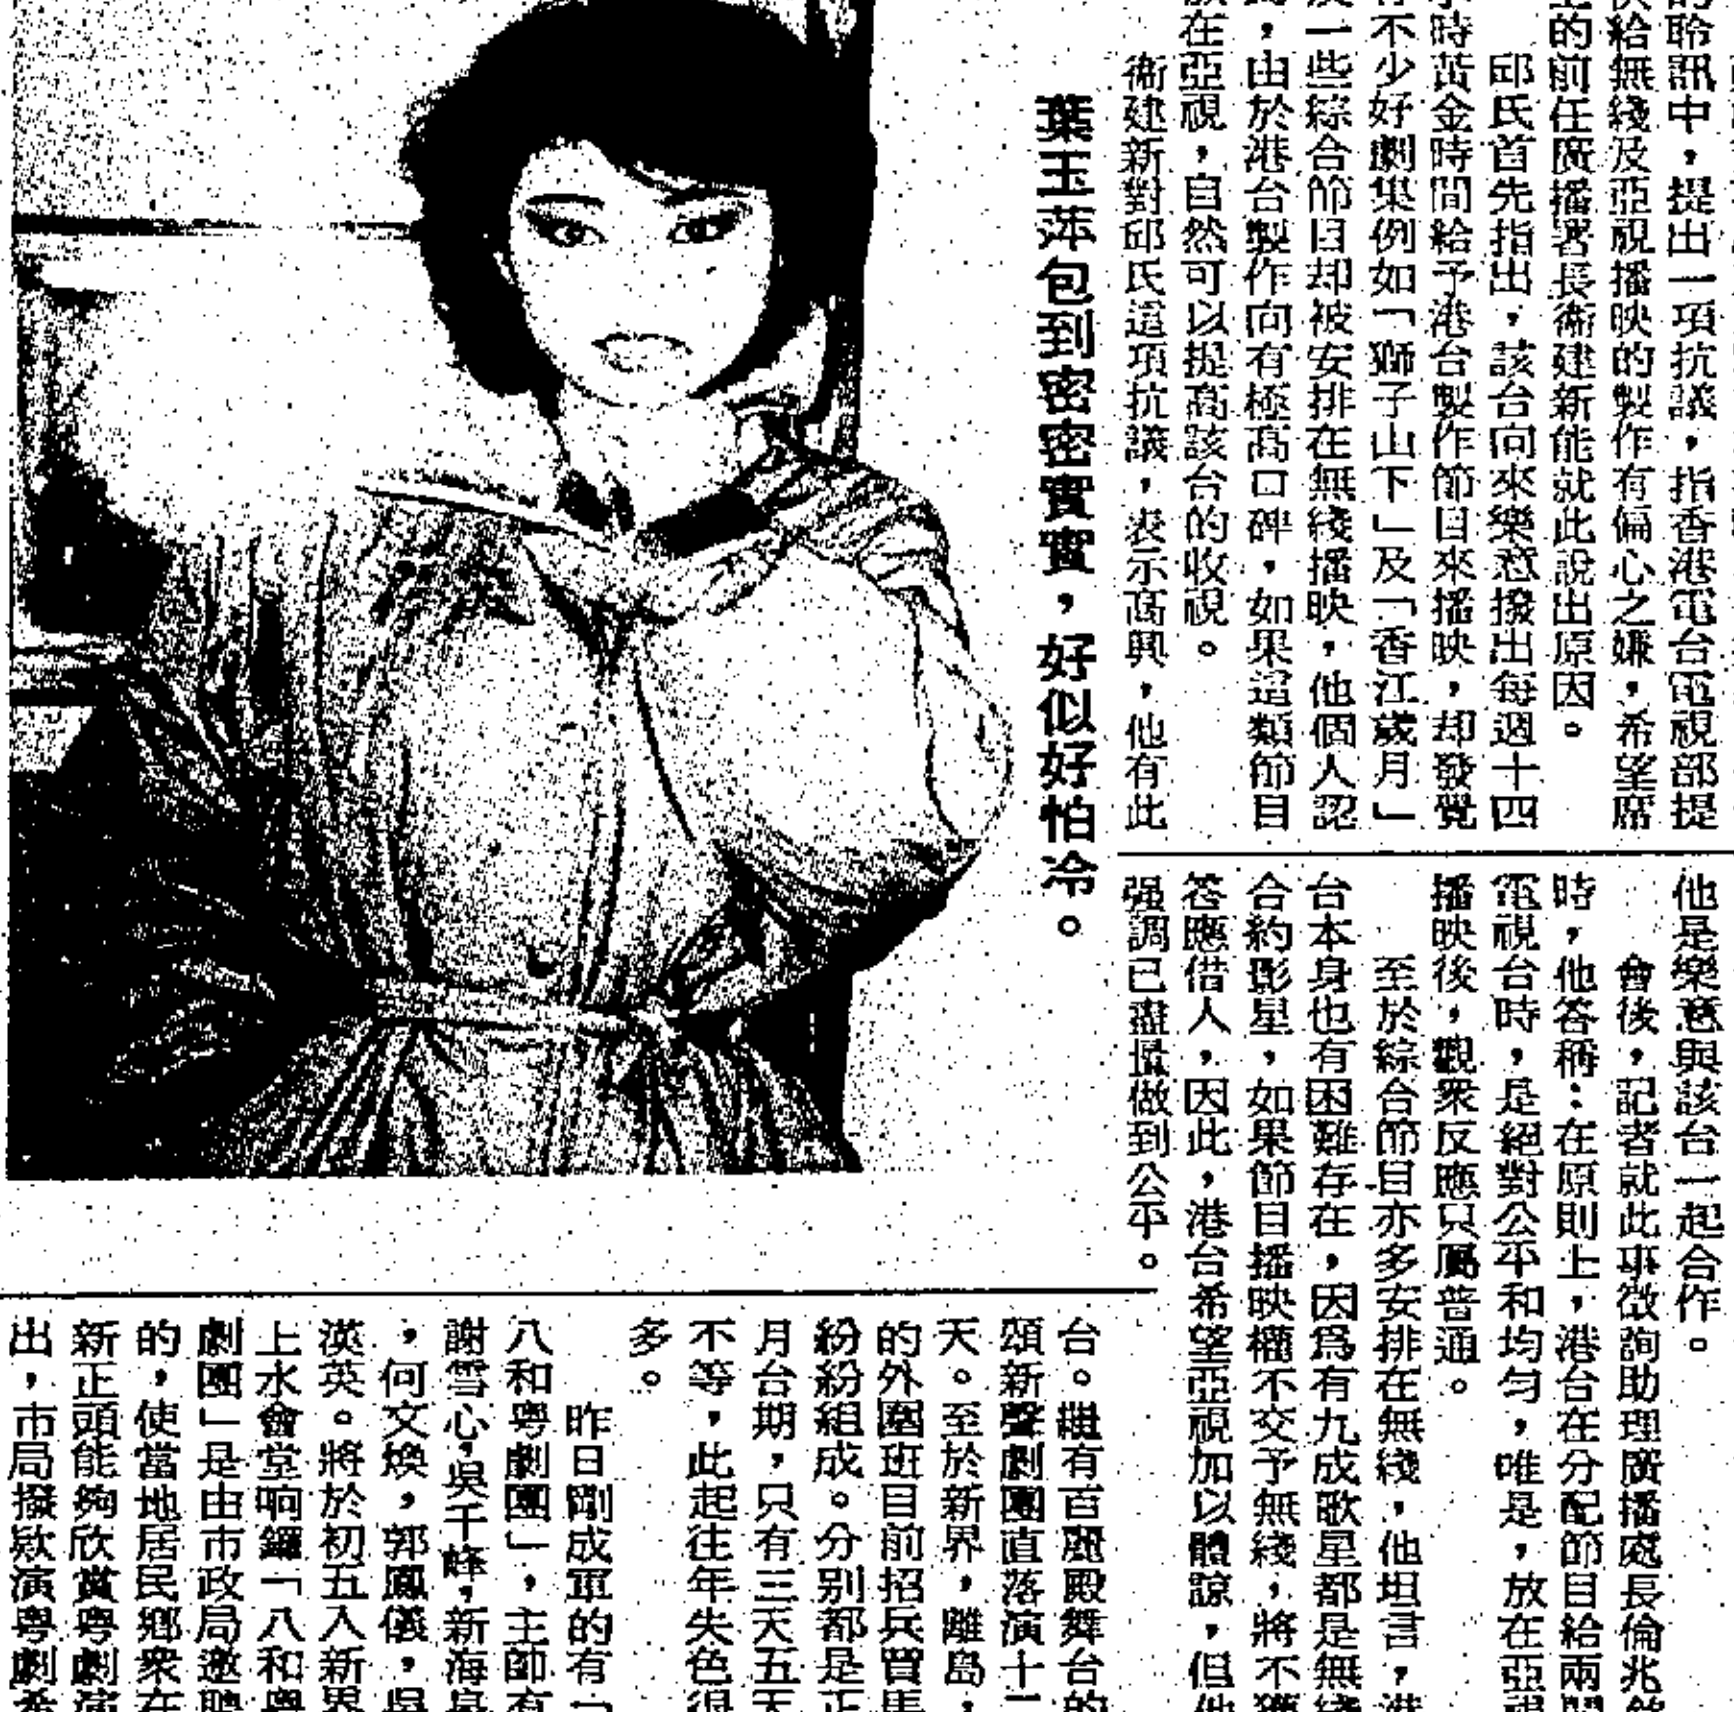 的聆訊中，提出一項抗議，指香港電台電視部提
供給無綫及亞視播映的製作有偏心之嫌，希望席
上的前任廣播署長衞建新能就此說出原因。
邱氏首先指出，該台向來樂意撥出每週十四
小時黃金時間給予港台製作節目來播映，却發覺
有不少好劇集例如「獅子山下」及「香江歲月」
及一些綜合節目却被安排在無綫播映，他個人認
爲，由於港台製作向有極高口碑，如果這類節目
放在亞視，自然可以提高該台的收視。
衞建新對邱氏這項抗議，表示高興，他有此
他是樂意與該台一起合作。
會後，記者就此事徵詢助理廣播處長倫兆銘
時，他答稱：在原則上，港台在分配節目給兩間
電視台時，是絕對公平和均勻，唯是，放在亞視
播映後，觀衆反應只屬普通。
至於綜合節目亦多安排在無綫，他坦言，港
台本身也有困難存在，因爲有九成歌星都是無綫
合約影星，如果節目播映權不交予無綫，將不獲
答應借人，因此，港台希望亞視加以體諒，但他
强調已盡量做到公平。
葉玉萍包到密密實實，好似好怕冷。
台。繼有百麗殿舞台的
頌新聲劇團直落演十二
天。至於新界，離島，
的外圍班目前招兵買馬
紛紛組成。分別都是正
月台期，只有三天五天
不等，此起往年失色得
多。
昨日剛成軍的有「
八和粵劇團」，主帥有
謝雪心，吳千峰，新海泉
，何文煥，郭鳳儀，吳
漢英。將於初五入新界
上水會堂响鑼「八和粵
劇團」是由市政局邀聘
的，使當地居民鄉衆在
新正頭能夠欣賞粵劇演
出，市局撥欵演粵劇希